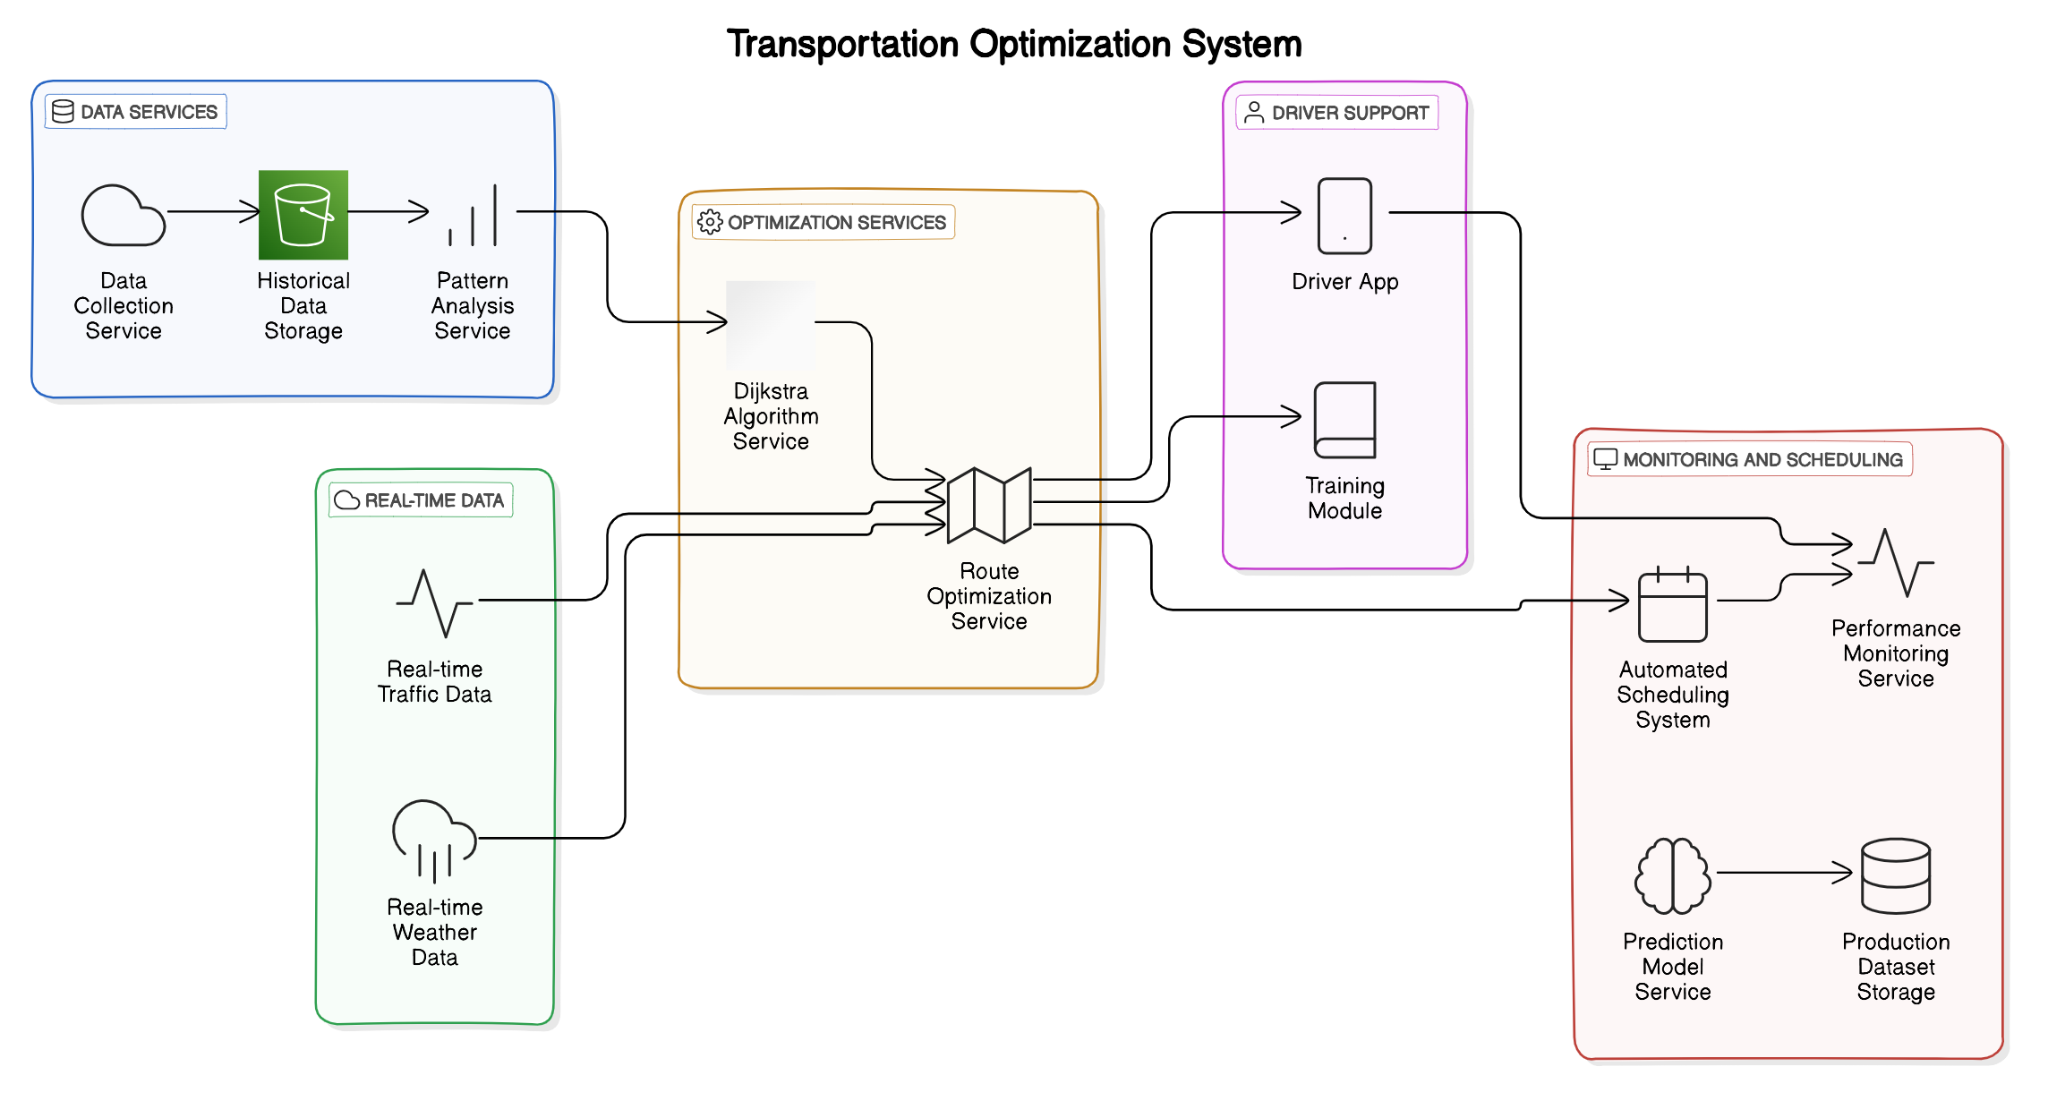 Transportation Optimization System
DATA SERVICES
Data
Collection
Service
Historical
Data
Storage
Pattern
Analysis
Service
OPTIMIZATION SERVICES
Dijkstra
Algorithm
Service
Route
Optimization
Service
REAL-TIME DATA
Real-time
Traffic Data
Real-time
Weather
Data
DRIVER SUPPORT
Driver App
Training
Module
MONITORING AND SCHEDULING
Automated
Scheduling
System
Performance
Monitoring
Service
Prediction
Model
Service
Production
Dataset
Storage